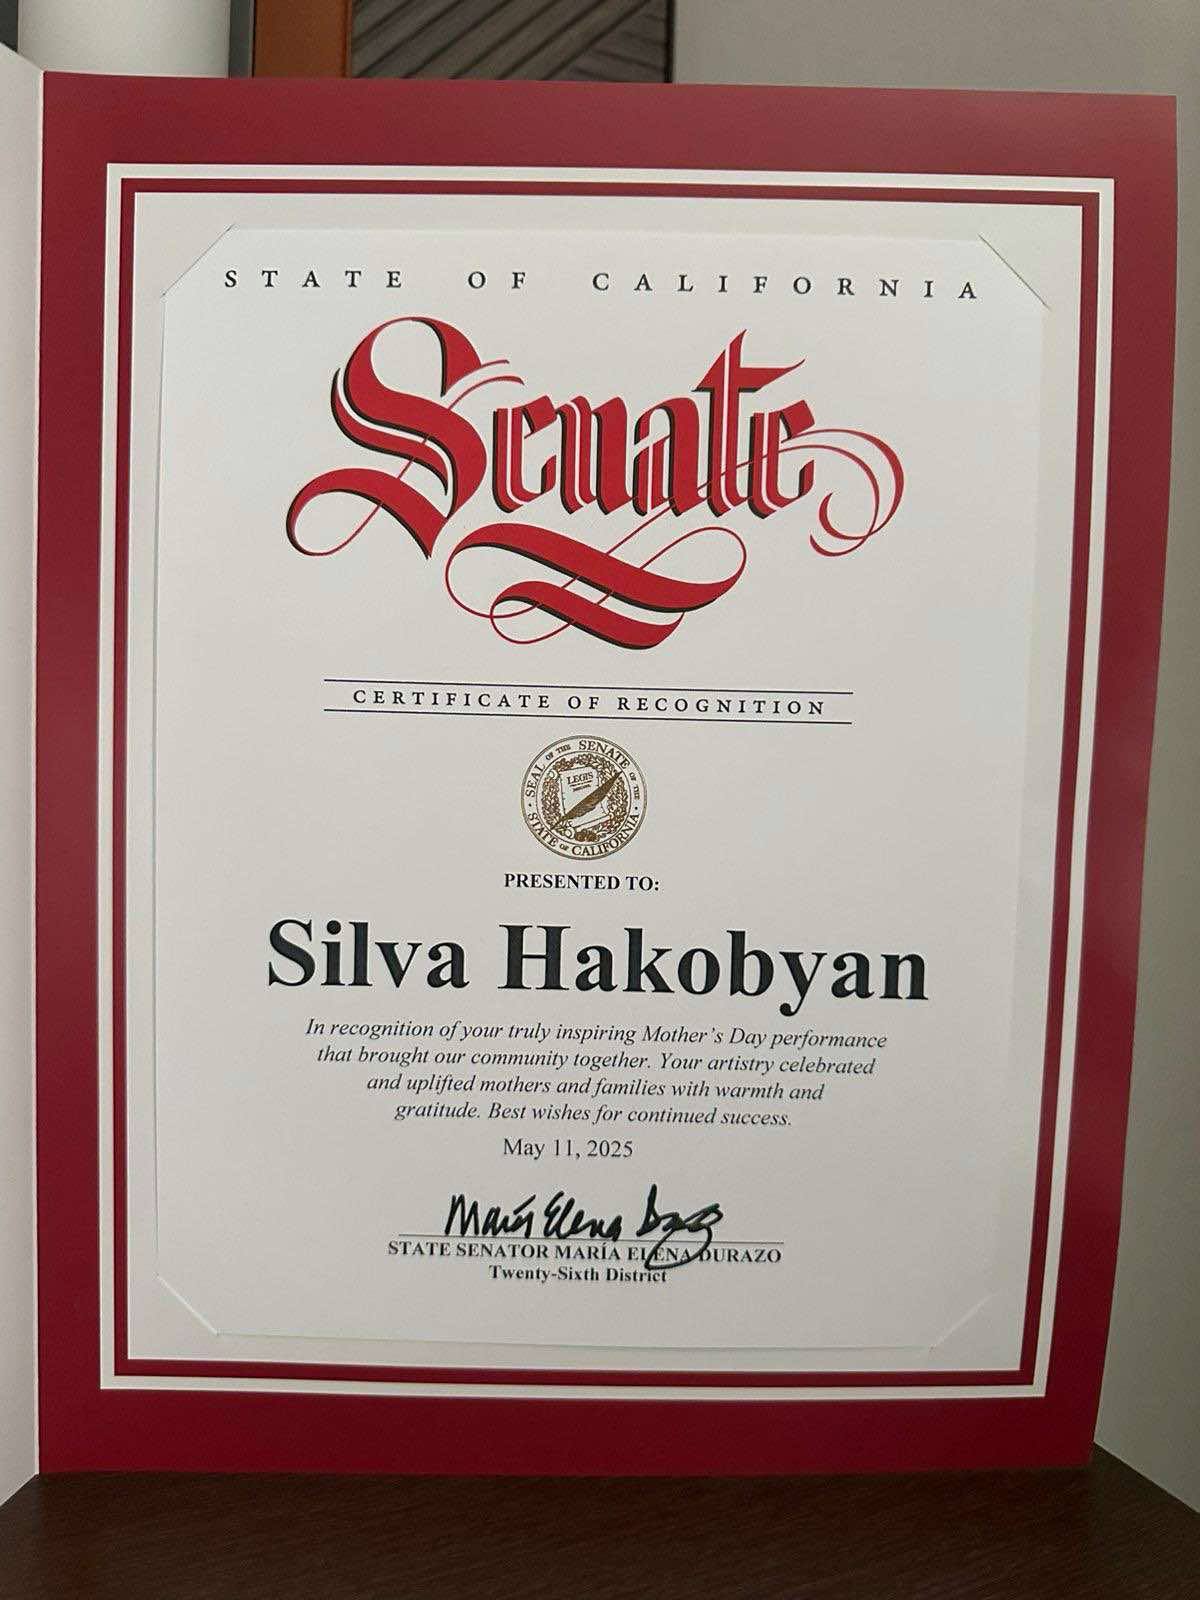 STATE OF CALIFORNIA
Senate
CERTIFICATE OF RECOGNITION
SEAL OF THE SENATE OF THE STATE OF CALIFORNIA
LEGIS
PRESENTED TO:
Silva Hakobyan
In recognition of your truly inspiring Mother's Day performance
that brought our community together. Your artistry celebrated
and uplifted mothers and families with warmth and
gratitude. Best wishes for continued success.
May 11, 2025
María Elena Durazo
STATE SENATOR MARÍA ELENA DURAZO
Twenty-Sixth District